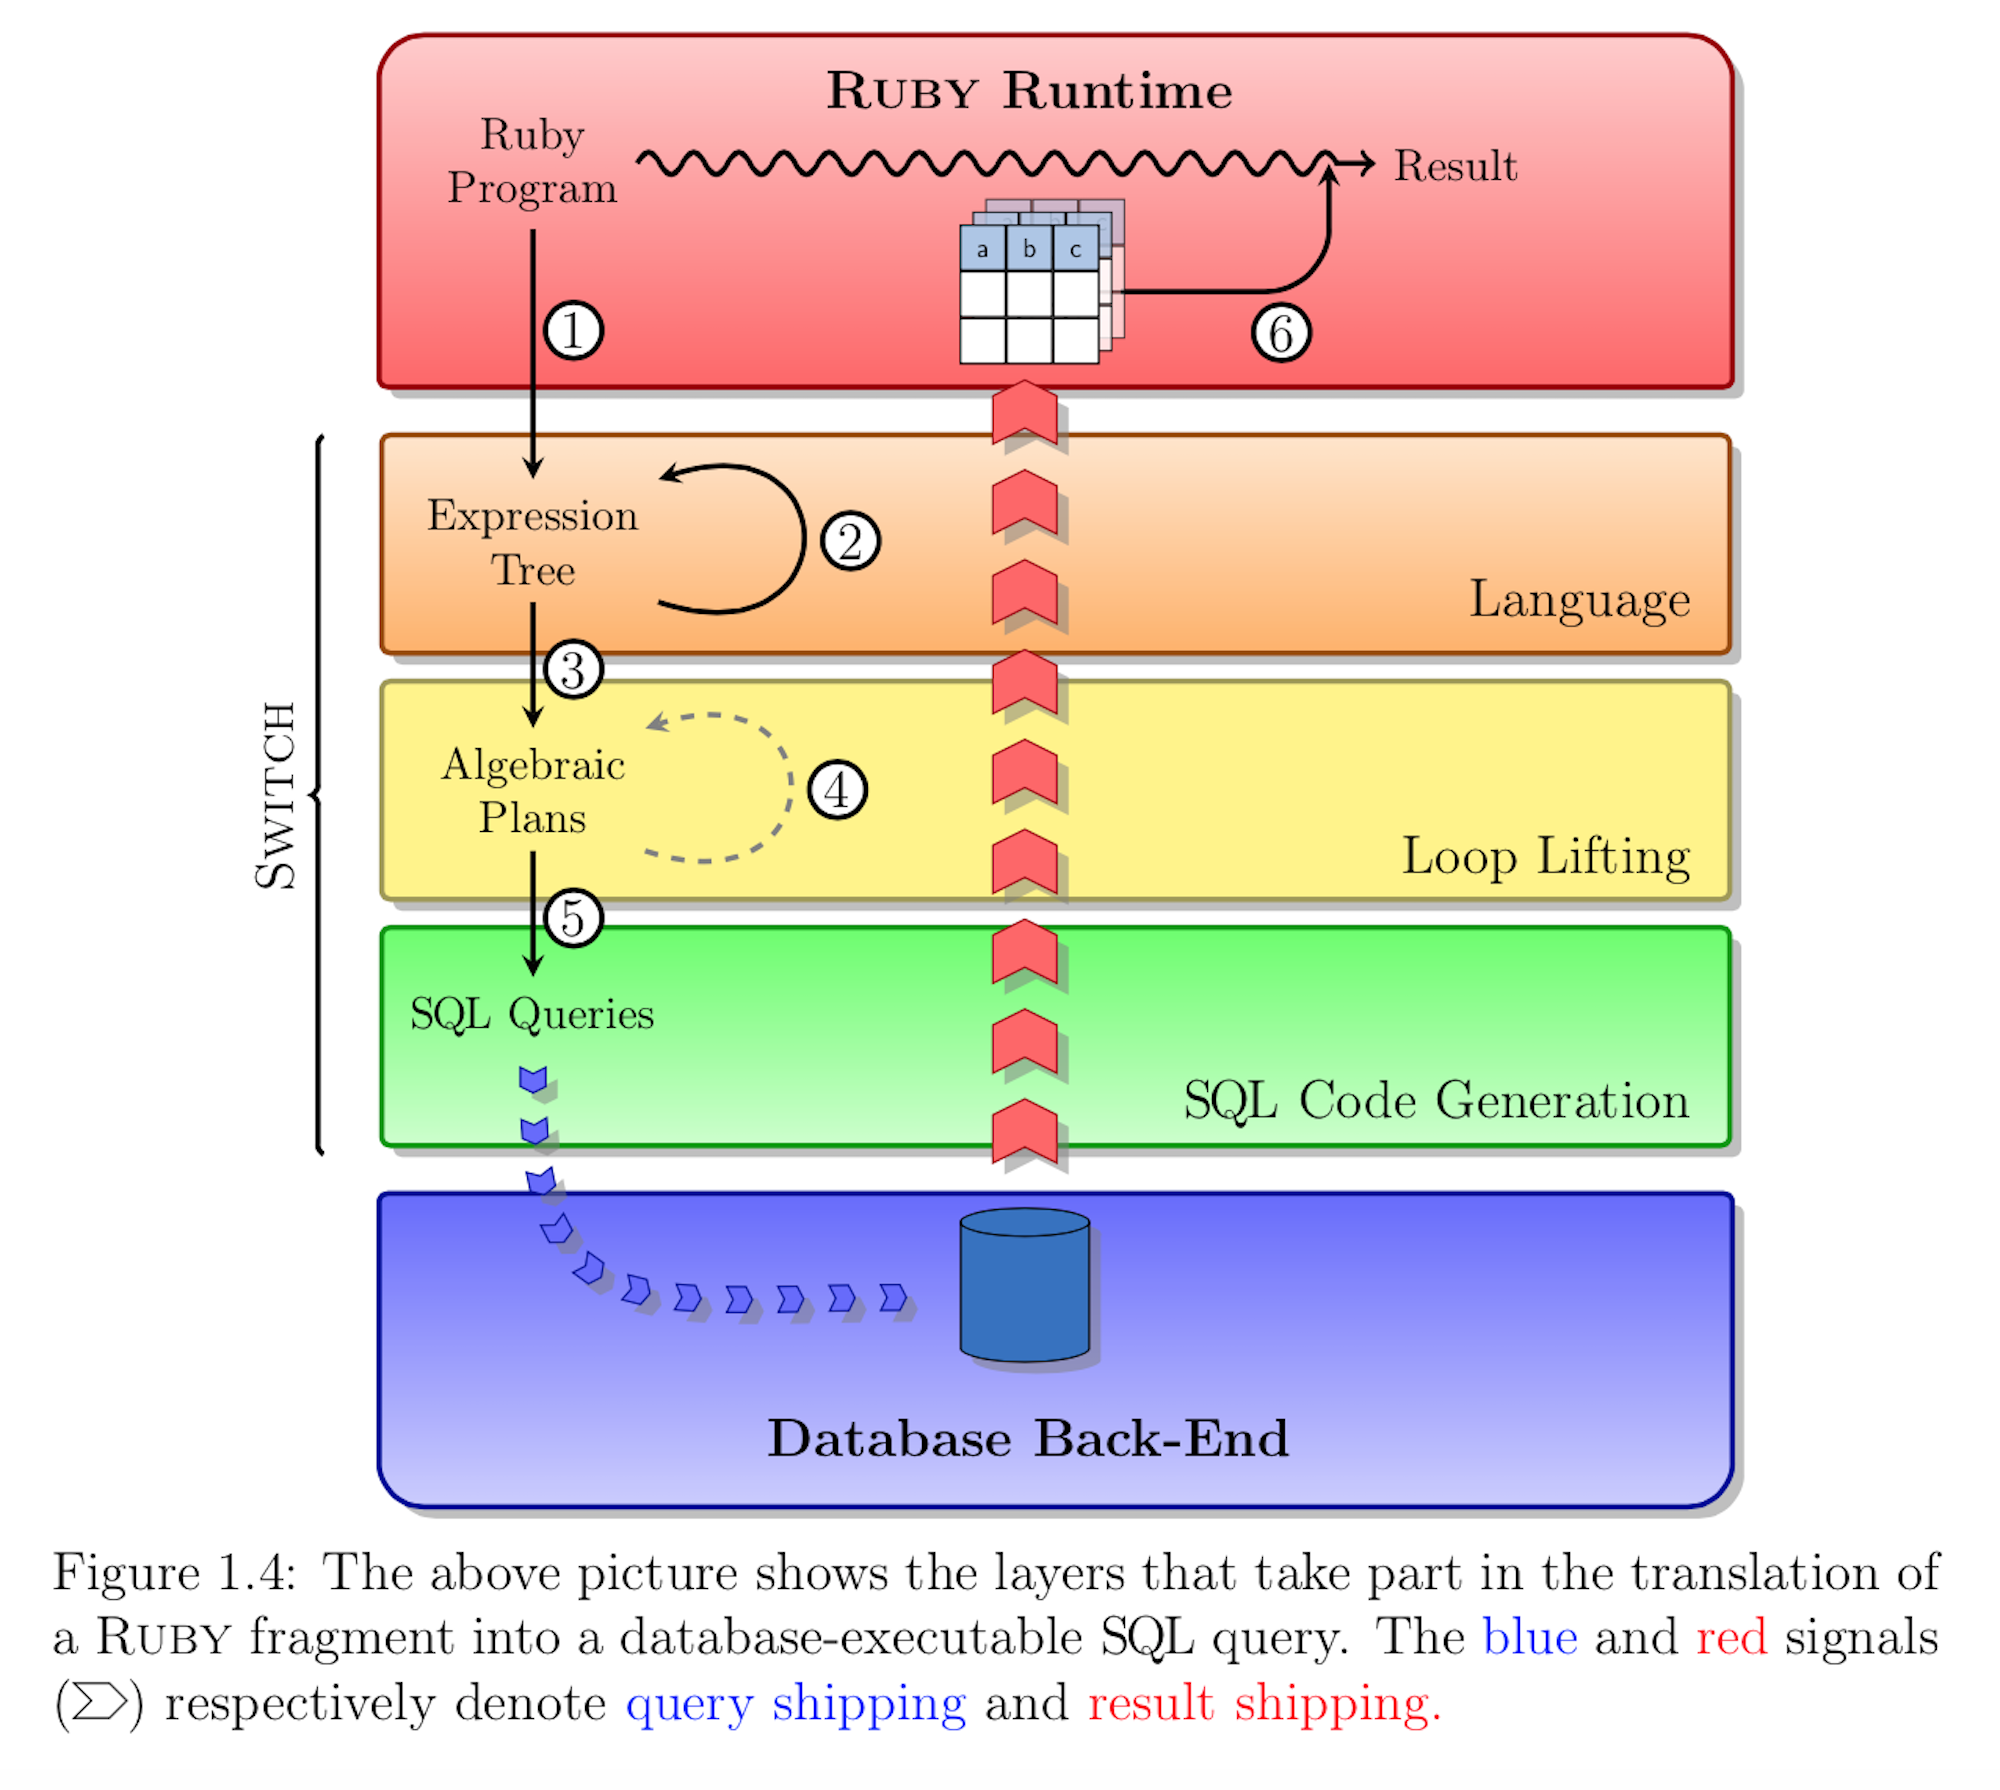 RUBY Runtime
Ruby
Program
Result
a b c
1
6
Expression
Tree
2
Language
3
SWITCH
Algebraic
Plans
4
Loop Lifting
5
SQL Queries
SQL Code Generation
Database Back-End
Figure 1.4: The above picture shows the layers that take part in the translation of
a RUBY fragment into a database-executable SQL query. The blue and red signals
() respectively denote query shipping and result shipping.